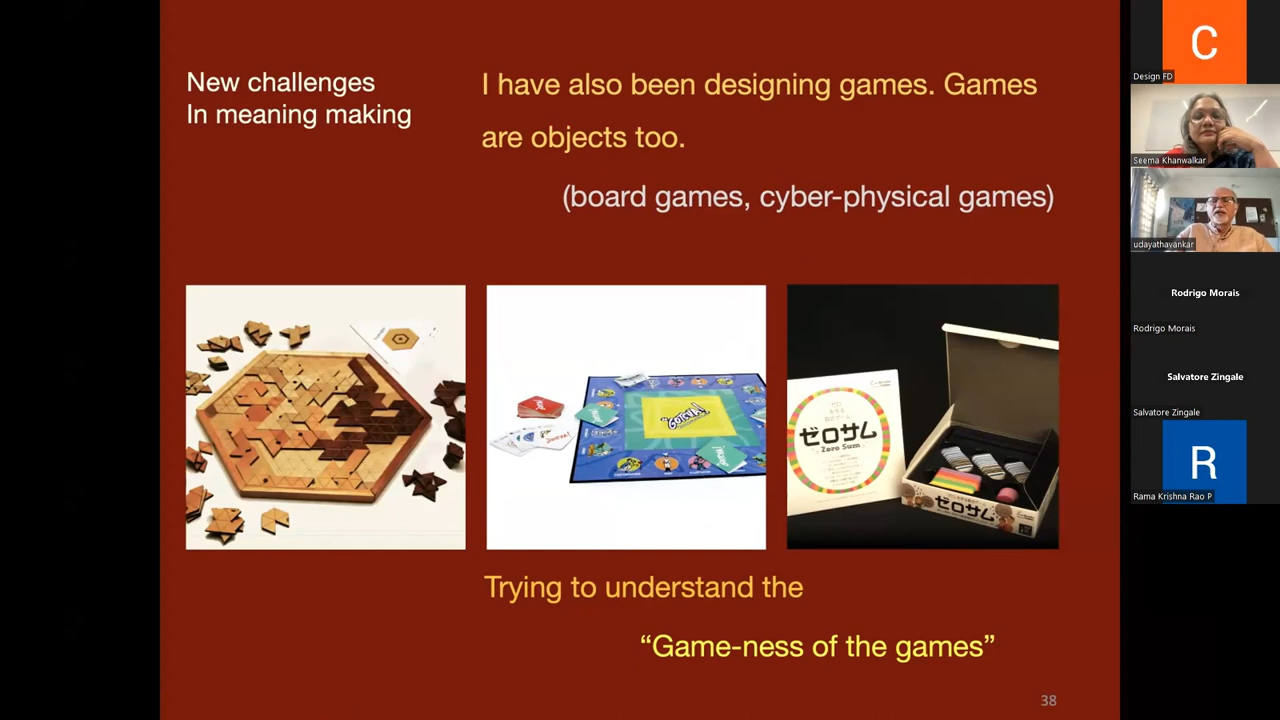 New challenges
In meaning making
I have also been designing games. Games
are objects too.
(board games, cyber-physical games)
GOTCHA!
ゼロサム
Zero Sum
ゼロサム
Trying to understand the
“Game-ness of the games”
38
C
Design FD
Seema Khanwalkar
udayathavankar
Rodrigo Morais
Rodrigo Morais
Salvatore Zingale
Salvatore Zingale
R
Rama Krishna Rao P